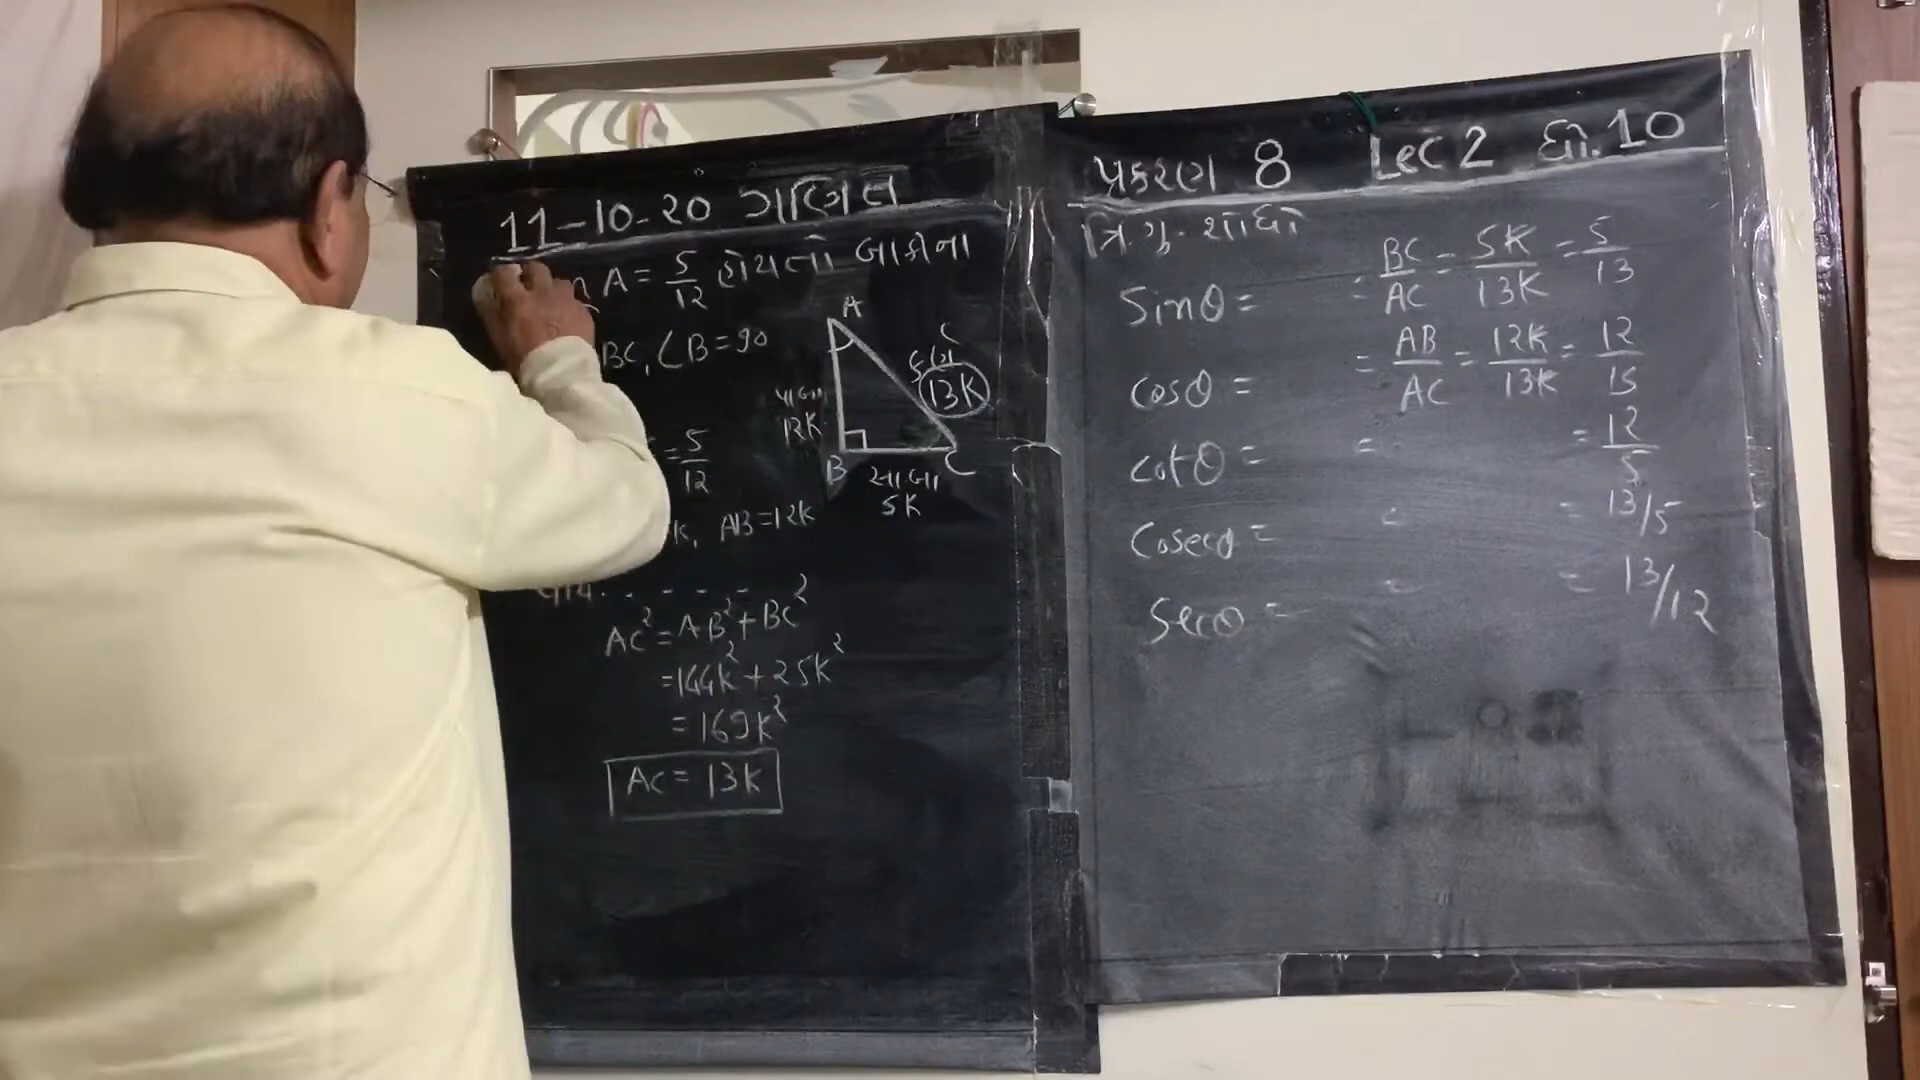 11-10-20 ગણિત
A = 5/12 હોય તો બાકીના
BC, ∠B = 90
= 5/12
K, AB = 12K
AC² = AB² + BC²
= 144K² + 25K²
= 169K²
AC = 13K
A
C
13K
12K
B
C
સા.બા
5K
પ્રકરણ 8 Lec 2 ધો. 10
ત્રિ.ગુ. શોધો
Sinθ = = BC/AC = 5K/13K = 5/13
cosθ = = AB/AC = 12K/13K = 12/15
cotθ = = = 12/5
Cosecθ = = = 13/5
Secθ = = = 13/12